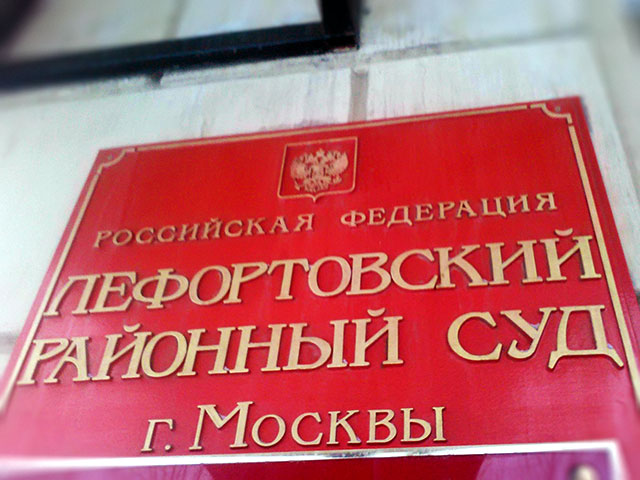 РОССИЙСКАЯ ФЕДЕРАЦИЯ
ЛЕФОРТОВСКИЙ
РАЙОННЫЙ СУД
г. МОСКВЫ